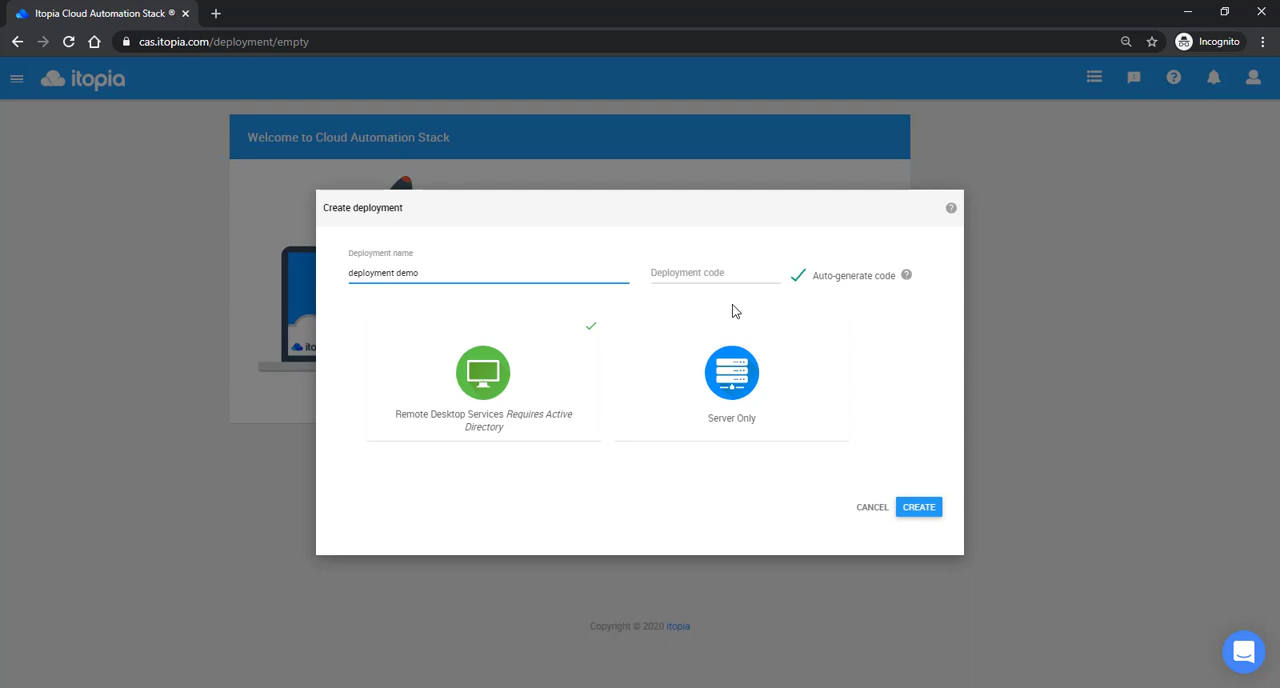 Itopia Cloud Automation Stack ®
cas.itopia.com/deployment/empty
Incognito
itopia
Welcome to Cloud Automation Stack
Create deployment
Deployment name
deployment demo
Deployment code
Auto-generate code
ito
Remote Desktop Services Requires Active
Directory
Server Only
CANCEL
CREATE
Copyright © 2020 itopia